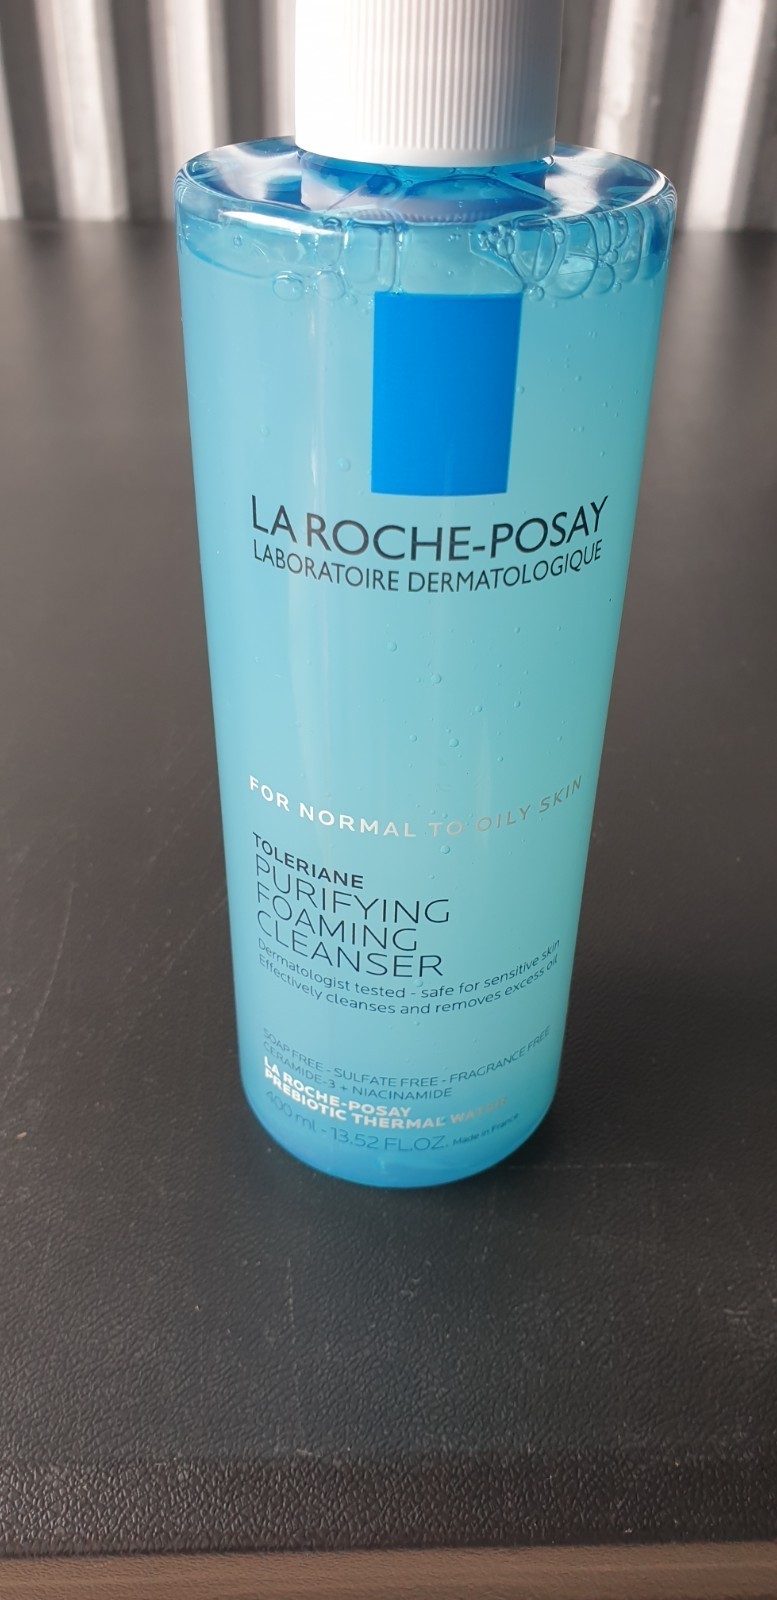 LA ROCHE-POSAY
LABORATOIRE DERMATOLOGIQUE
FOR NORMAL TO OILY SKIN
TOLERIANE
PURIFYING
FOAMING
CLEANSER
Dermatologist tested - safe for sensitive skin
Effectively cleanses and removes excess oil
SOAP FREE - SULFATE FREE - FRAGRANCE FREE
CERAMIDE-3 + NIACINAMIDE
LA ROCHE-POSAY
PREBIOTIC THERMAL WATER
400 ml - 13.52 FL.OZ. Made in France